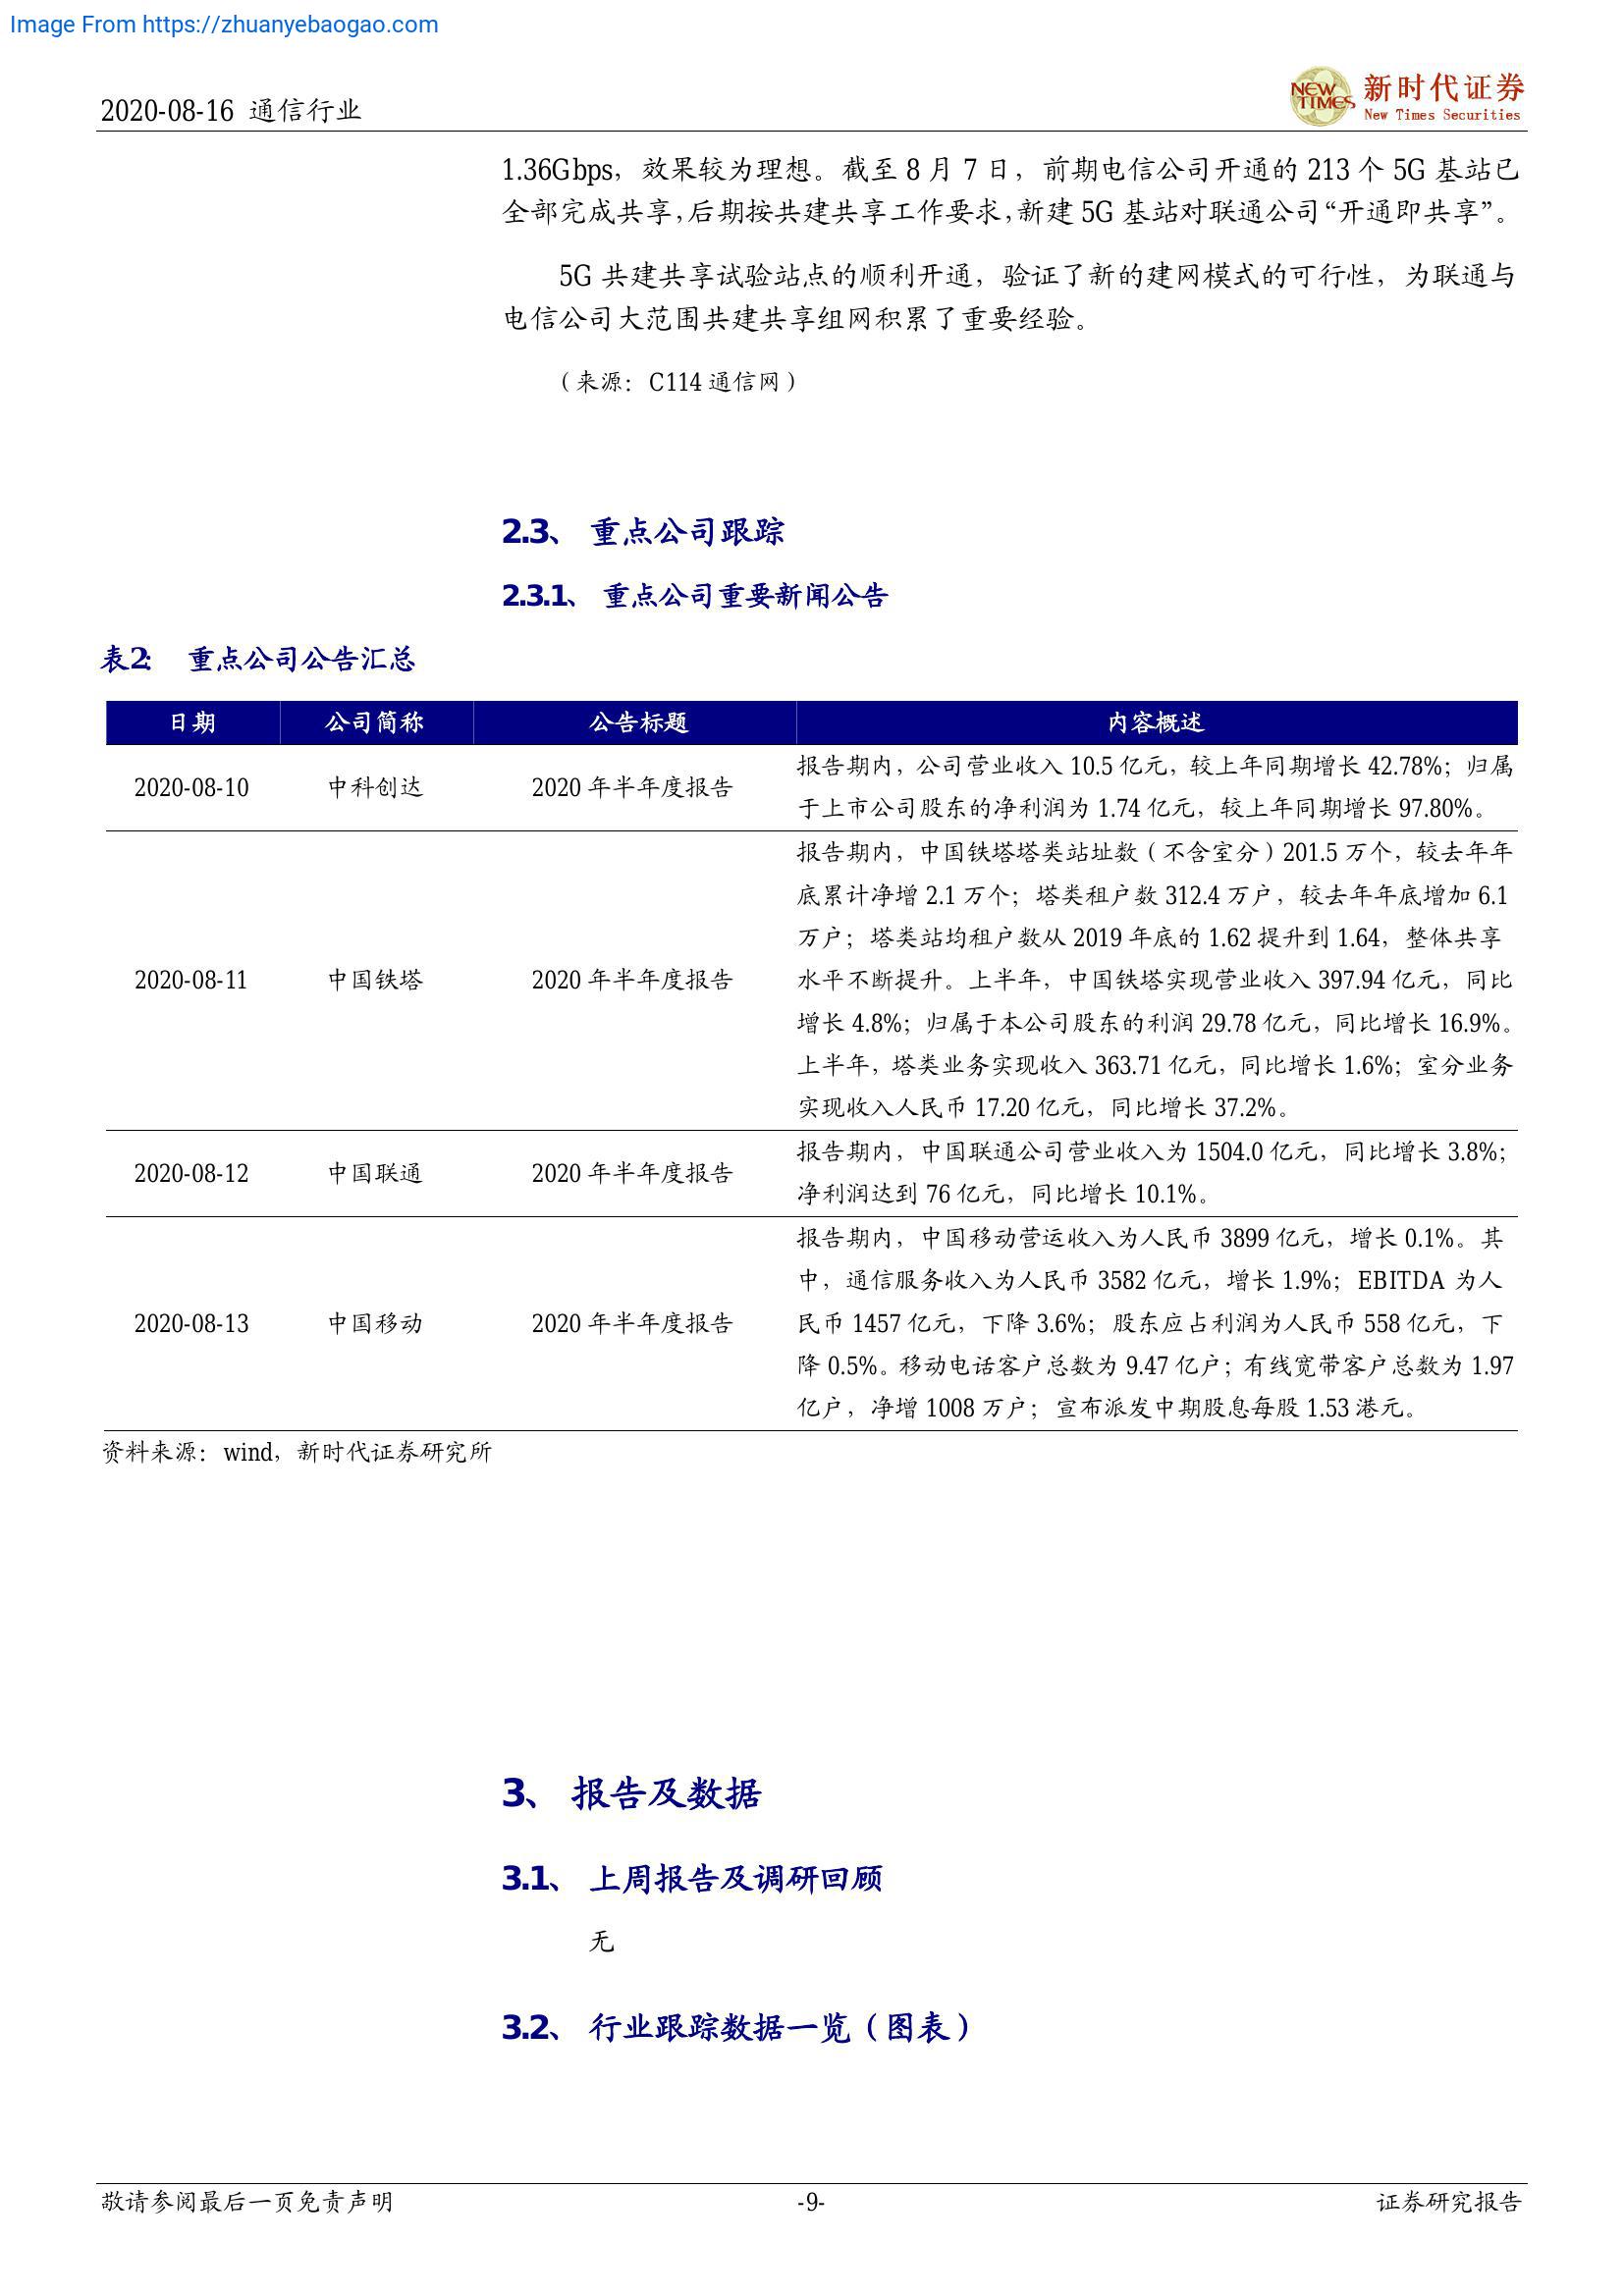 Image From https://zhuanyebaogao.com
2020-08-16 通信行业
NEW TIMES 新时代证券
New Times Securities
1.36Gbps，效果较为理想。截至 8 月 7 日，前期电信公司开通的 213 个 5G 基站已
全部完成共享，后期按共建共享工作要求，新建 5G 基站对联通公司“开通即共享”。
5G 共建共享试验站点的顺利开通，验证了新的建网模式的可行性，为联通与
电信公司大范围共建共享组网积累了重要经验。
（来源：C114 通信网）
2.3、 重点公司跟踪
2.3.1、 重点公司重要新闻公告
表2： 重点公司公告汇总
日期 公司简称 公告标题 内容概述
2020-08-10 中科创达 2020 年半年度报告
报告期内，公司营业收入 10.5 亿元，较上年同期增长 42.78%；归属
于上市公司股东的净利润为 1.74 亿元，较上年同期增长 97.80%。
2020-08-11 中国铁塔 2020 年半年度报告
报告期内，中国铁塔塔类站址数（不含室分）201.5 万个，较去年年
底累计净增 2.1 万个；塔类租户数 312.4 万户，较去年年底增加 6.1
万户；塔类站均租户数从 2019 年底的 1.62 提升到 1.64，整体共享
水平不断提升。上半年，中国铁塔实现营业收入 397.94 亿元，同比
增长 4.8%；归属于本公司股东的利润 29.78 亿元，同比增长 16.9%。
上半年，塔类业务实现收入 363.71 亿元，同比增长 1.6%；室分业务
实现收入人民币 17.20 亿元，同比增长 37.2%。
2020-08-12 中国联通 2020 年半年度报告
报告期内，中国联通公司营业收入为 1504.0 亿元，同比增长 3.8%；
净利润达到 76 亿元，同比增长 10.1%。
2020-08-13 中国移动 2020 年半年度报告
报告期内，中国移动营运收入为人民币 3899 亿元，增长 0.1%。其
中，通信服务收入为人民币 3582 亿元，增长 1.9%；EBITDA 为人
民币 1457 亿元，下降 3.6%；股东应占利润为人民币 558 亿元，下
降 0.5%。移动电话客户总数为 9.47 亿户；有线宽带客户总数为 1.97
亿户，净增 1008 万户；宣布派发中期股息每股 1.53 港元。
资料来源：wind，新时代证券研究所
3、 报告及数据
3.1、 上周报告及调研回顾
无
3.2、 行业跟踪数据一览（图表）
敬请参阅最后一页免责声明 -9- 证券研究报告